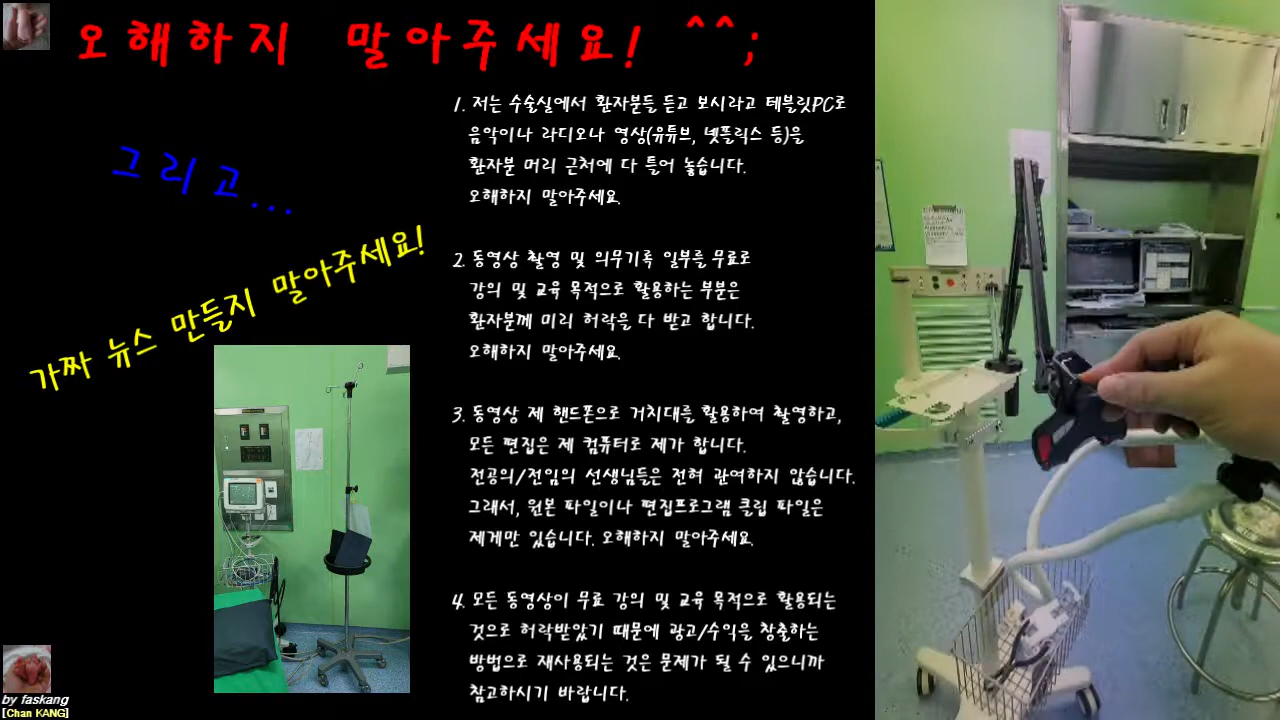 오해하지 말아주세요! ^^;
그리고...
가짜 뉴스 만들지 말아주세요!
1. 저는 수술실에서 환자분들 듣고 보시라고 테블릿PC로
음악이나 라디오나 영상(유튜브, 넷플릭스 등)을
환자분 머리 근처에 다 틀어 놓습니다.
오해하지 말아주세요.
2. 동영상 촬영 및 의무기록 일부를 무료로
강의 및 교육 목적으로 활용하는 부분은
환자분께 미리 허락을 다 받고 합니다.
오해하지 말아주세요.
3. 동영상 제 핸드폰으로 거치대를 활용하여 촬영하고,
모든 편집은 제 컴퓨터로 제가 합니다.
전공의/전임의 선생님들은 전혀 관여하지 않습니다.
그래서, 원본 파일이나 편집프로그램 클립 파일은
제게만 있습니다. 오해하지 말아주세요.
4. 모든 동영상이 무료 강의 및 교육 목적으로 활용되는
것으로 허락받았기 때문에 광고/수익을 창출하는
방법으로 재사용되는 것은 문제가 될 수 있으니까
참고하시기 바랍니다.
by faskang
[Chan KANG]